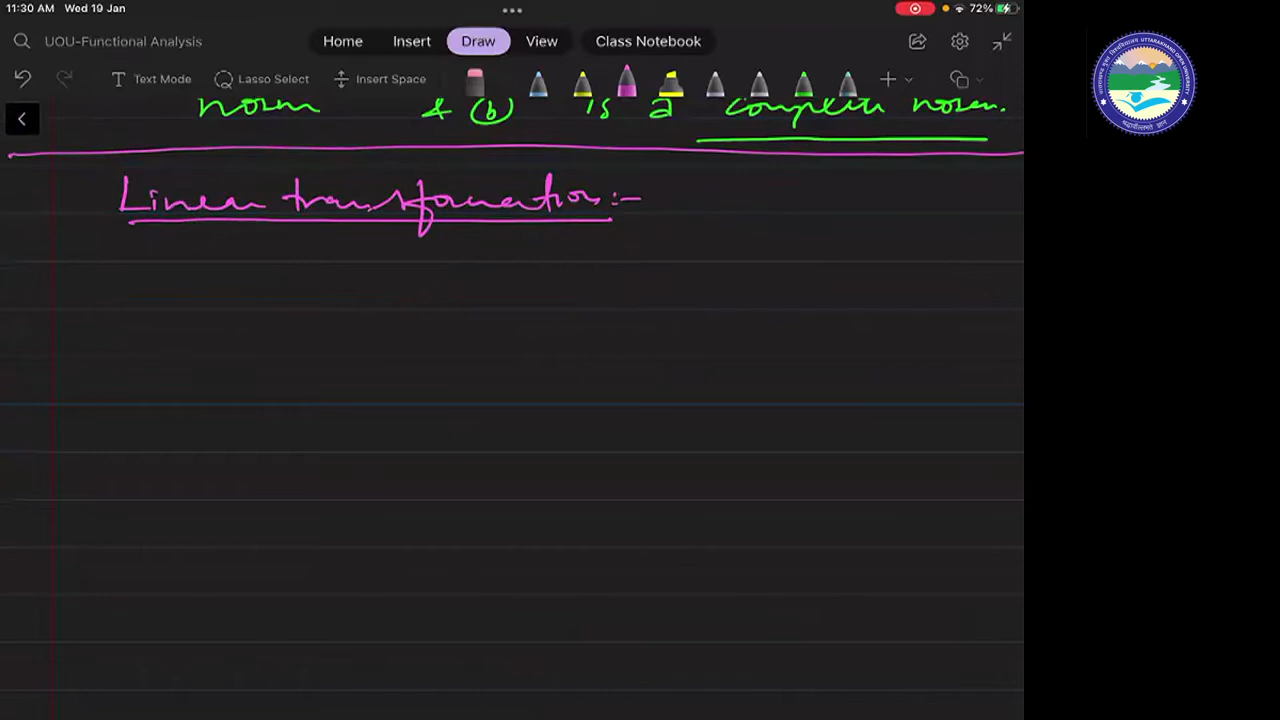 11:30 AM Wed 19 Jan
72%
UOU-Functional Analysis
Home Insert Draw View Class Notebook
Text Mode Lasso Select Insert Space
norm & (b) is a complete norm.
Linear transformation :-